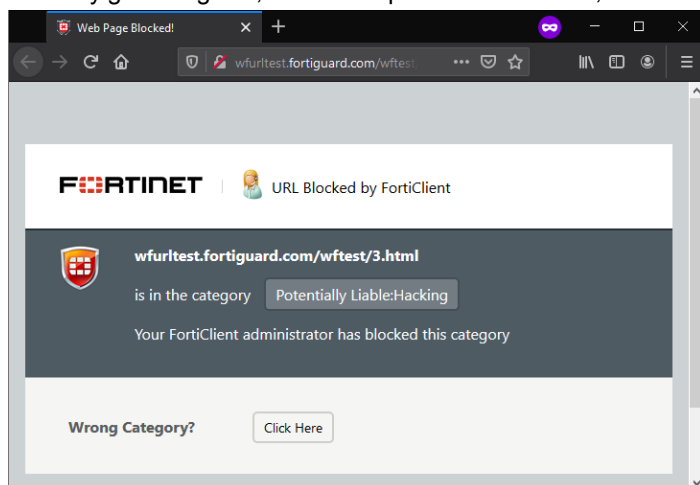 Web Page Blocked!
wfurltest.fortiguard.com/wftest
FORTINET
URL Blocked by FortiClient
wfurltest.fortiguard.com/wftest/3.html
is in the category Potentially Liable:Hacking
Your FortiClient administrator has blocked this category
Wrong Category? Click Here